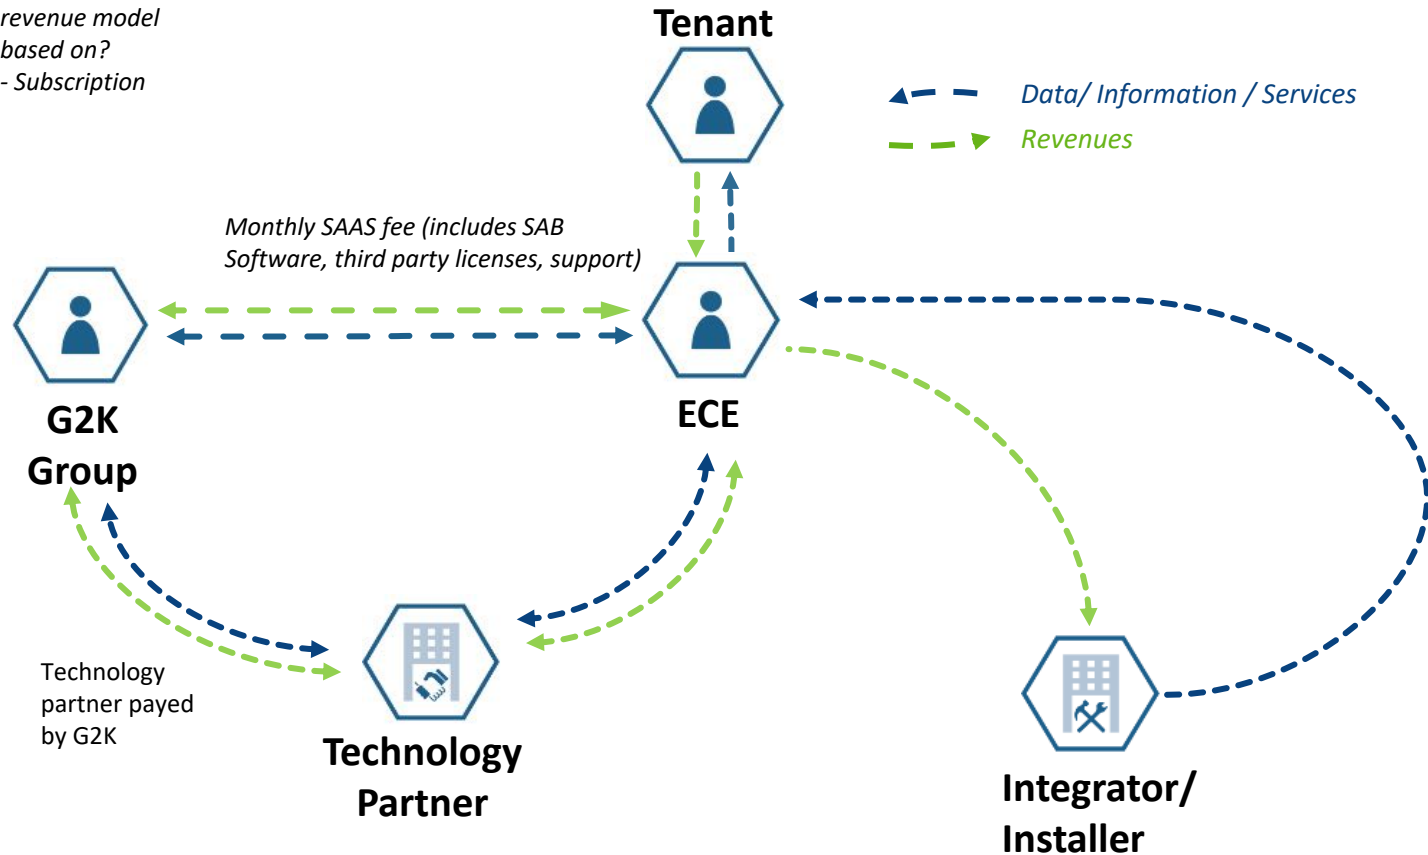 revenue model
based on?
- Subscription
Tenant
Data/ Information / Services
Revenues
Monthly SAAS fee (includes SAB
Software, third party licenses, support)
G2K
Group
ECE
Technology
partner payed
by G2K
Technology
Partner
Integrator/
Installer